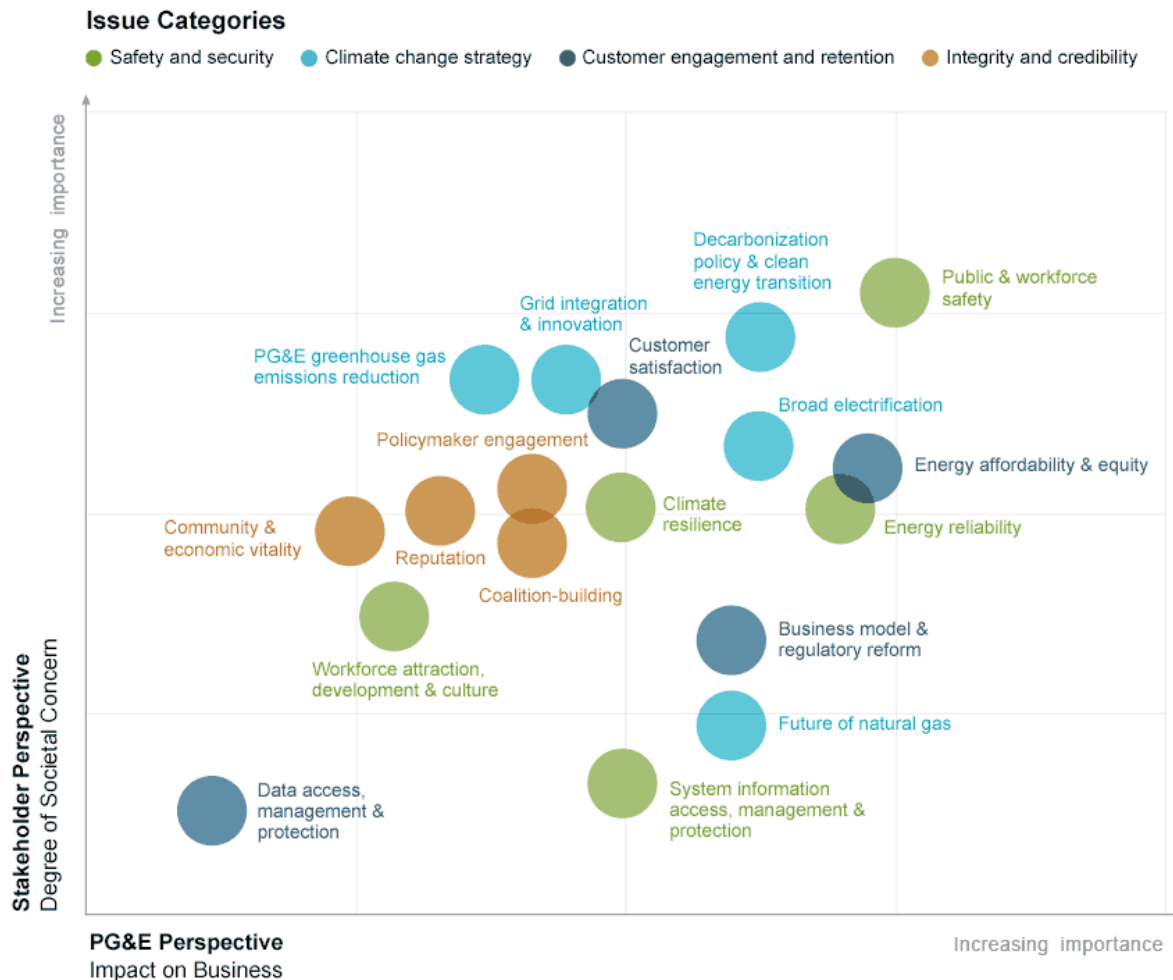 Issue Categories
Safety and security
Climate change strategy
Customer engagement and retention
Integrity and credibility
Increasing importance
Decarbonization
policy & clean
energy transition
Public & workforce
safety
Grid integration
& innovation
Customer
satisfaction
PG&E greenhouse gas
emissions reduction
Broad electrification
Policymaker engagement
Energy affordability & equity
Climate
resilience
Community &
economic vitality
Energy reliability
Reputation
Coalition-building
Business model &
regulatory reform
Workforce attraction,
development & culture
Future of natural gas
Data access,
management &
protection
System information
access, management &
protection
Stakeholder Perspective
Degree of Societal Concern
PG&E Perspective
Impact on Business
Increasing importance